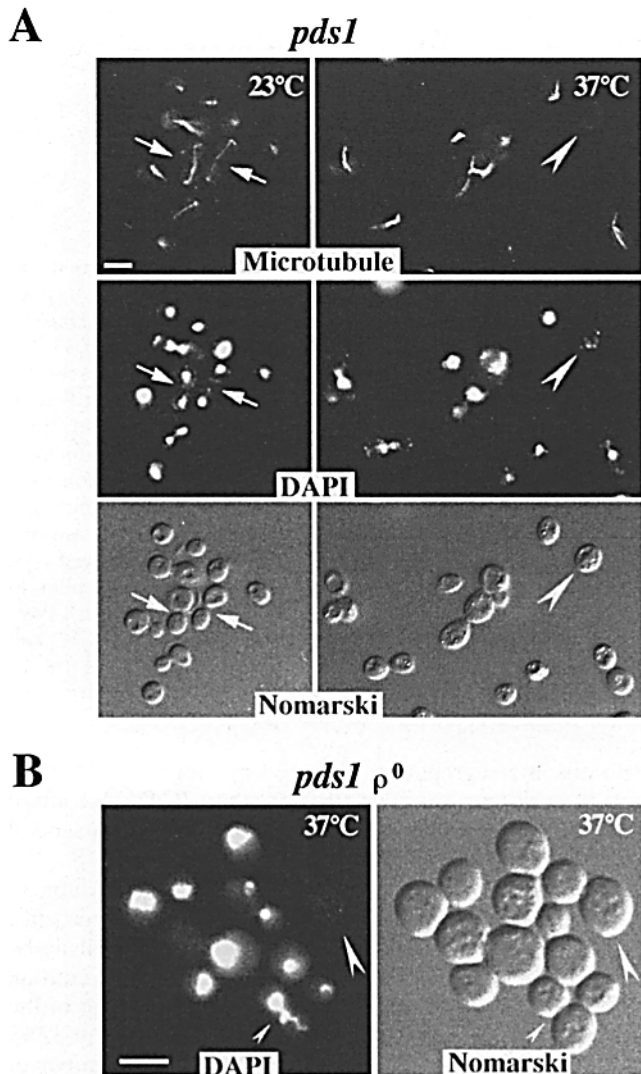 A
pds1
23°C 37°C
Microtubule
DAPI
Nomarski
B
pds1 ρ⁰
37°C 37°C
DAPI Nomarski